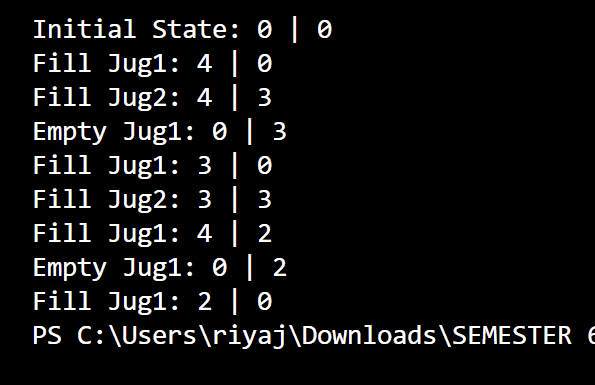 Initial State: 0 | 0
Fill Jug1: 4 | 0
Fill Jug2: 4 | 3
Empty Jug1: 0 | 3
Fill Jug1: 3 | 0
Fill Jug2: 3 | 3
Fill Jug1: 4 | 2
Empty Jug1: 0 | 2
Fill Jug1: 2 | 0
PS C:\Users\riyaj\Downloads\SEMESTER 6